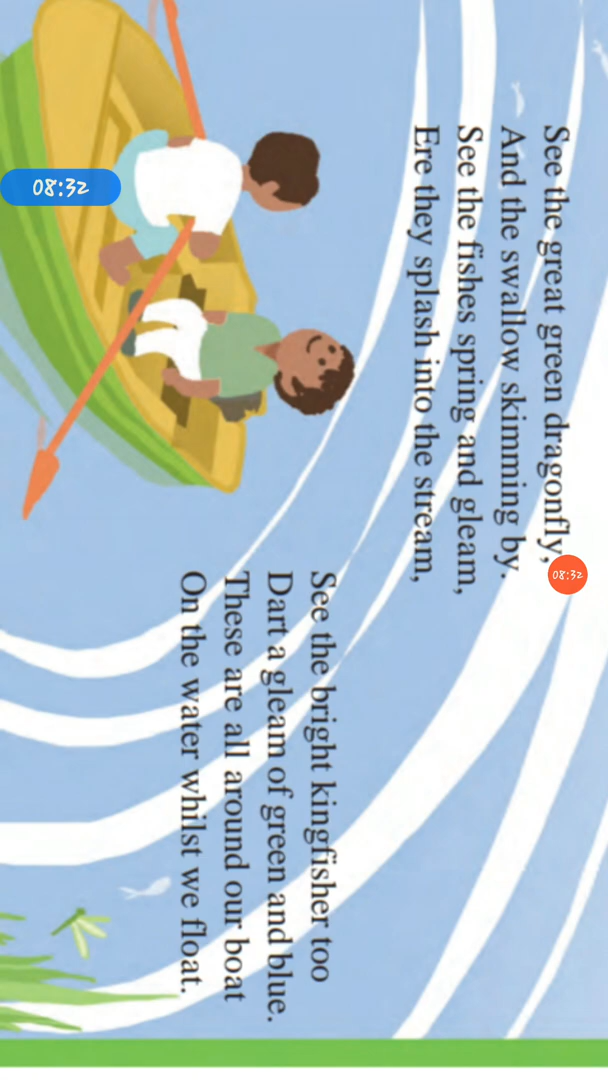 See the great green dragonfly,
And the swallow skimming by.
See the fishes spring and gleam,
Ere they splash into the stream,
See the bright kingfisher too
Dart a gleam of green and blue.
These are all around our boat
On the water whilst we float.
08:32
08:32